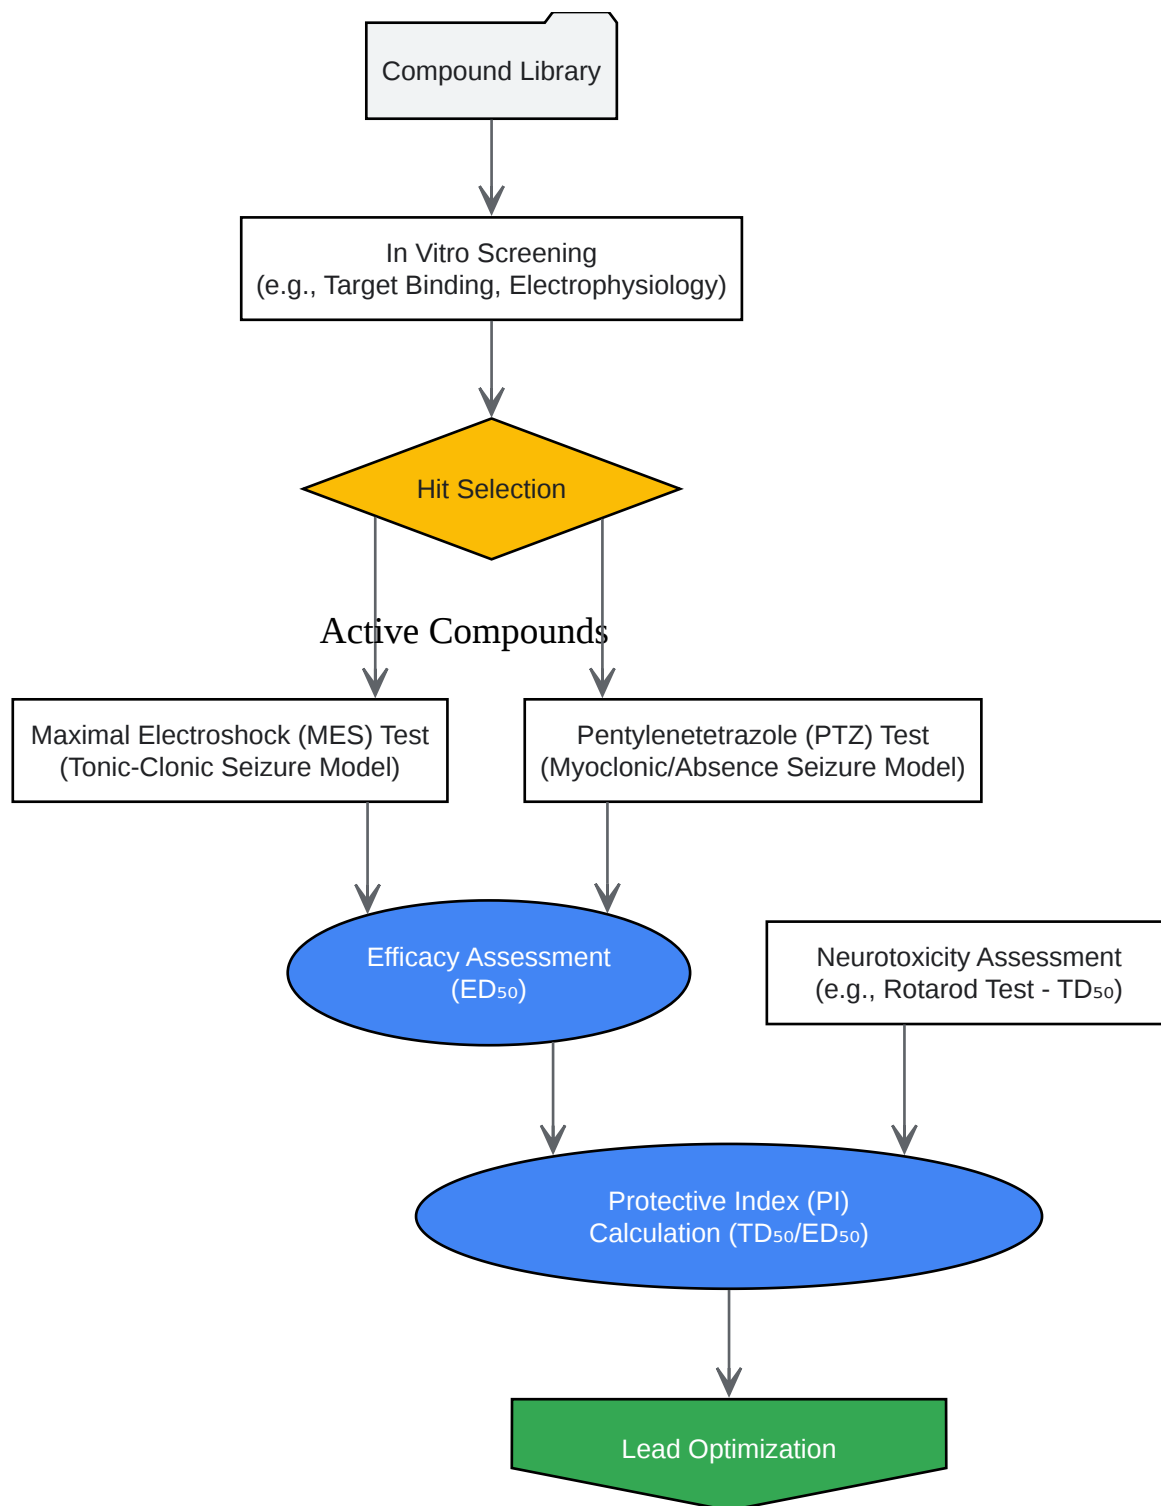 Compound Library
In Vitro Screening
(e.g., Target Binding, Electrophysiology)
Hit Selection
Active Compounds
Maximal Electroshock (MES) Test
(Tonic-Clonic Seizure Model)
Pentylenetetrazole (PTZ) Test
(Myoclonic/Absence Seizure Model)
Efficacy Assessment
(ED₅₀)
Neurotoxicity Assessment
(e.g., Rotarod Test - TD₅₀)
Protective Index (PI)
Calculation (TD₅₀/ED₅₀)
Lead Optimization